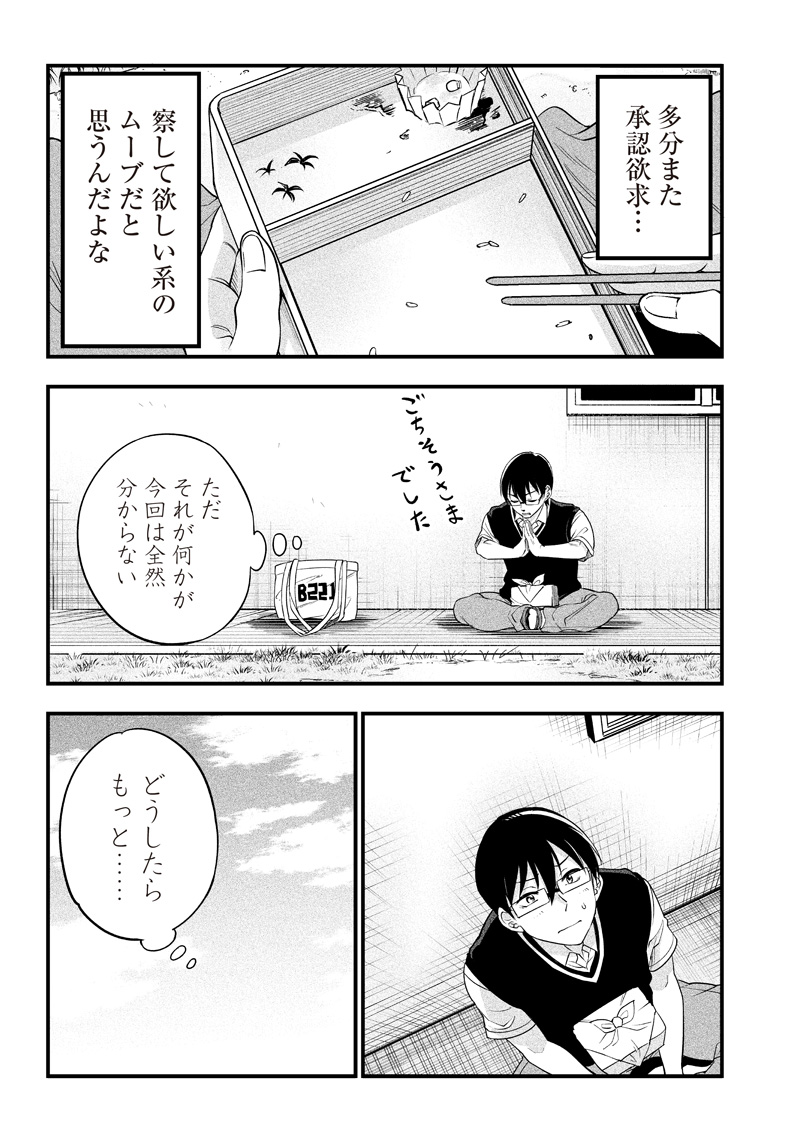 多分また
承認欲求…
察して欲しい系の
ムーブだと
思うんだよな
ごちそうさま
でした
ただ
それが何かが
今回は全然
分からない
B221
どうしたら
もっと……